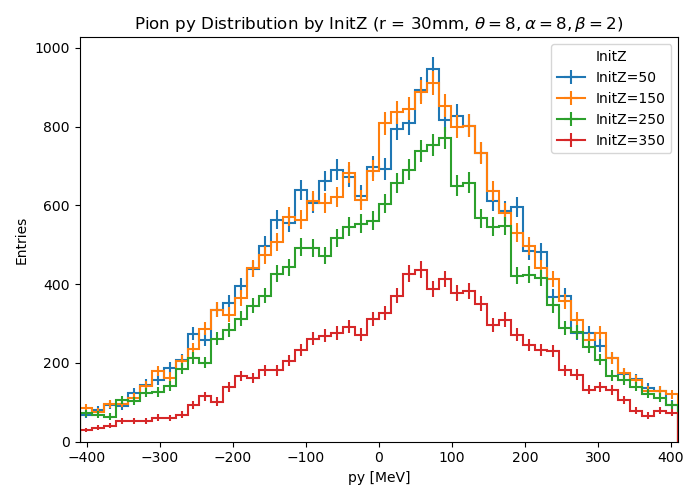 Pion py Distribution by InitZ (r = 30mm, θ = 8, α = 8, β = 2)
1000
800
600
400
200
0
Entries
InitZ
InitZ=50
InitZ=150
InitZ=250
InitZ=350
−400 −300 −200 −100 0 100 200 300 400
py [MeV]